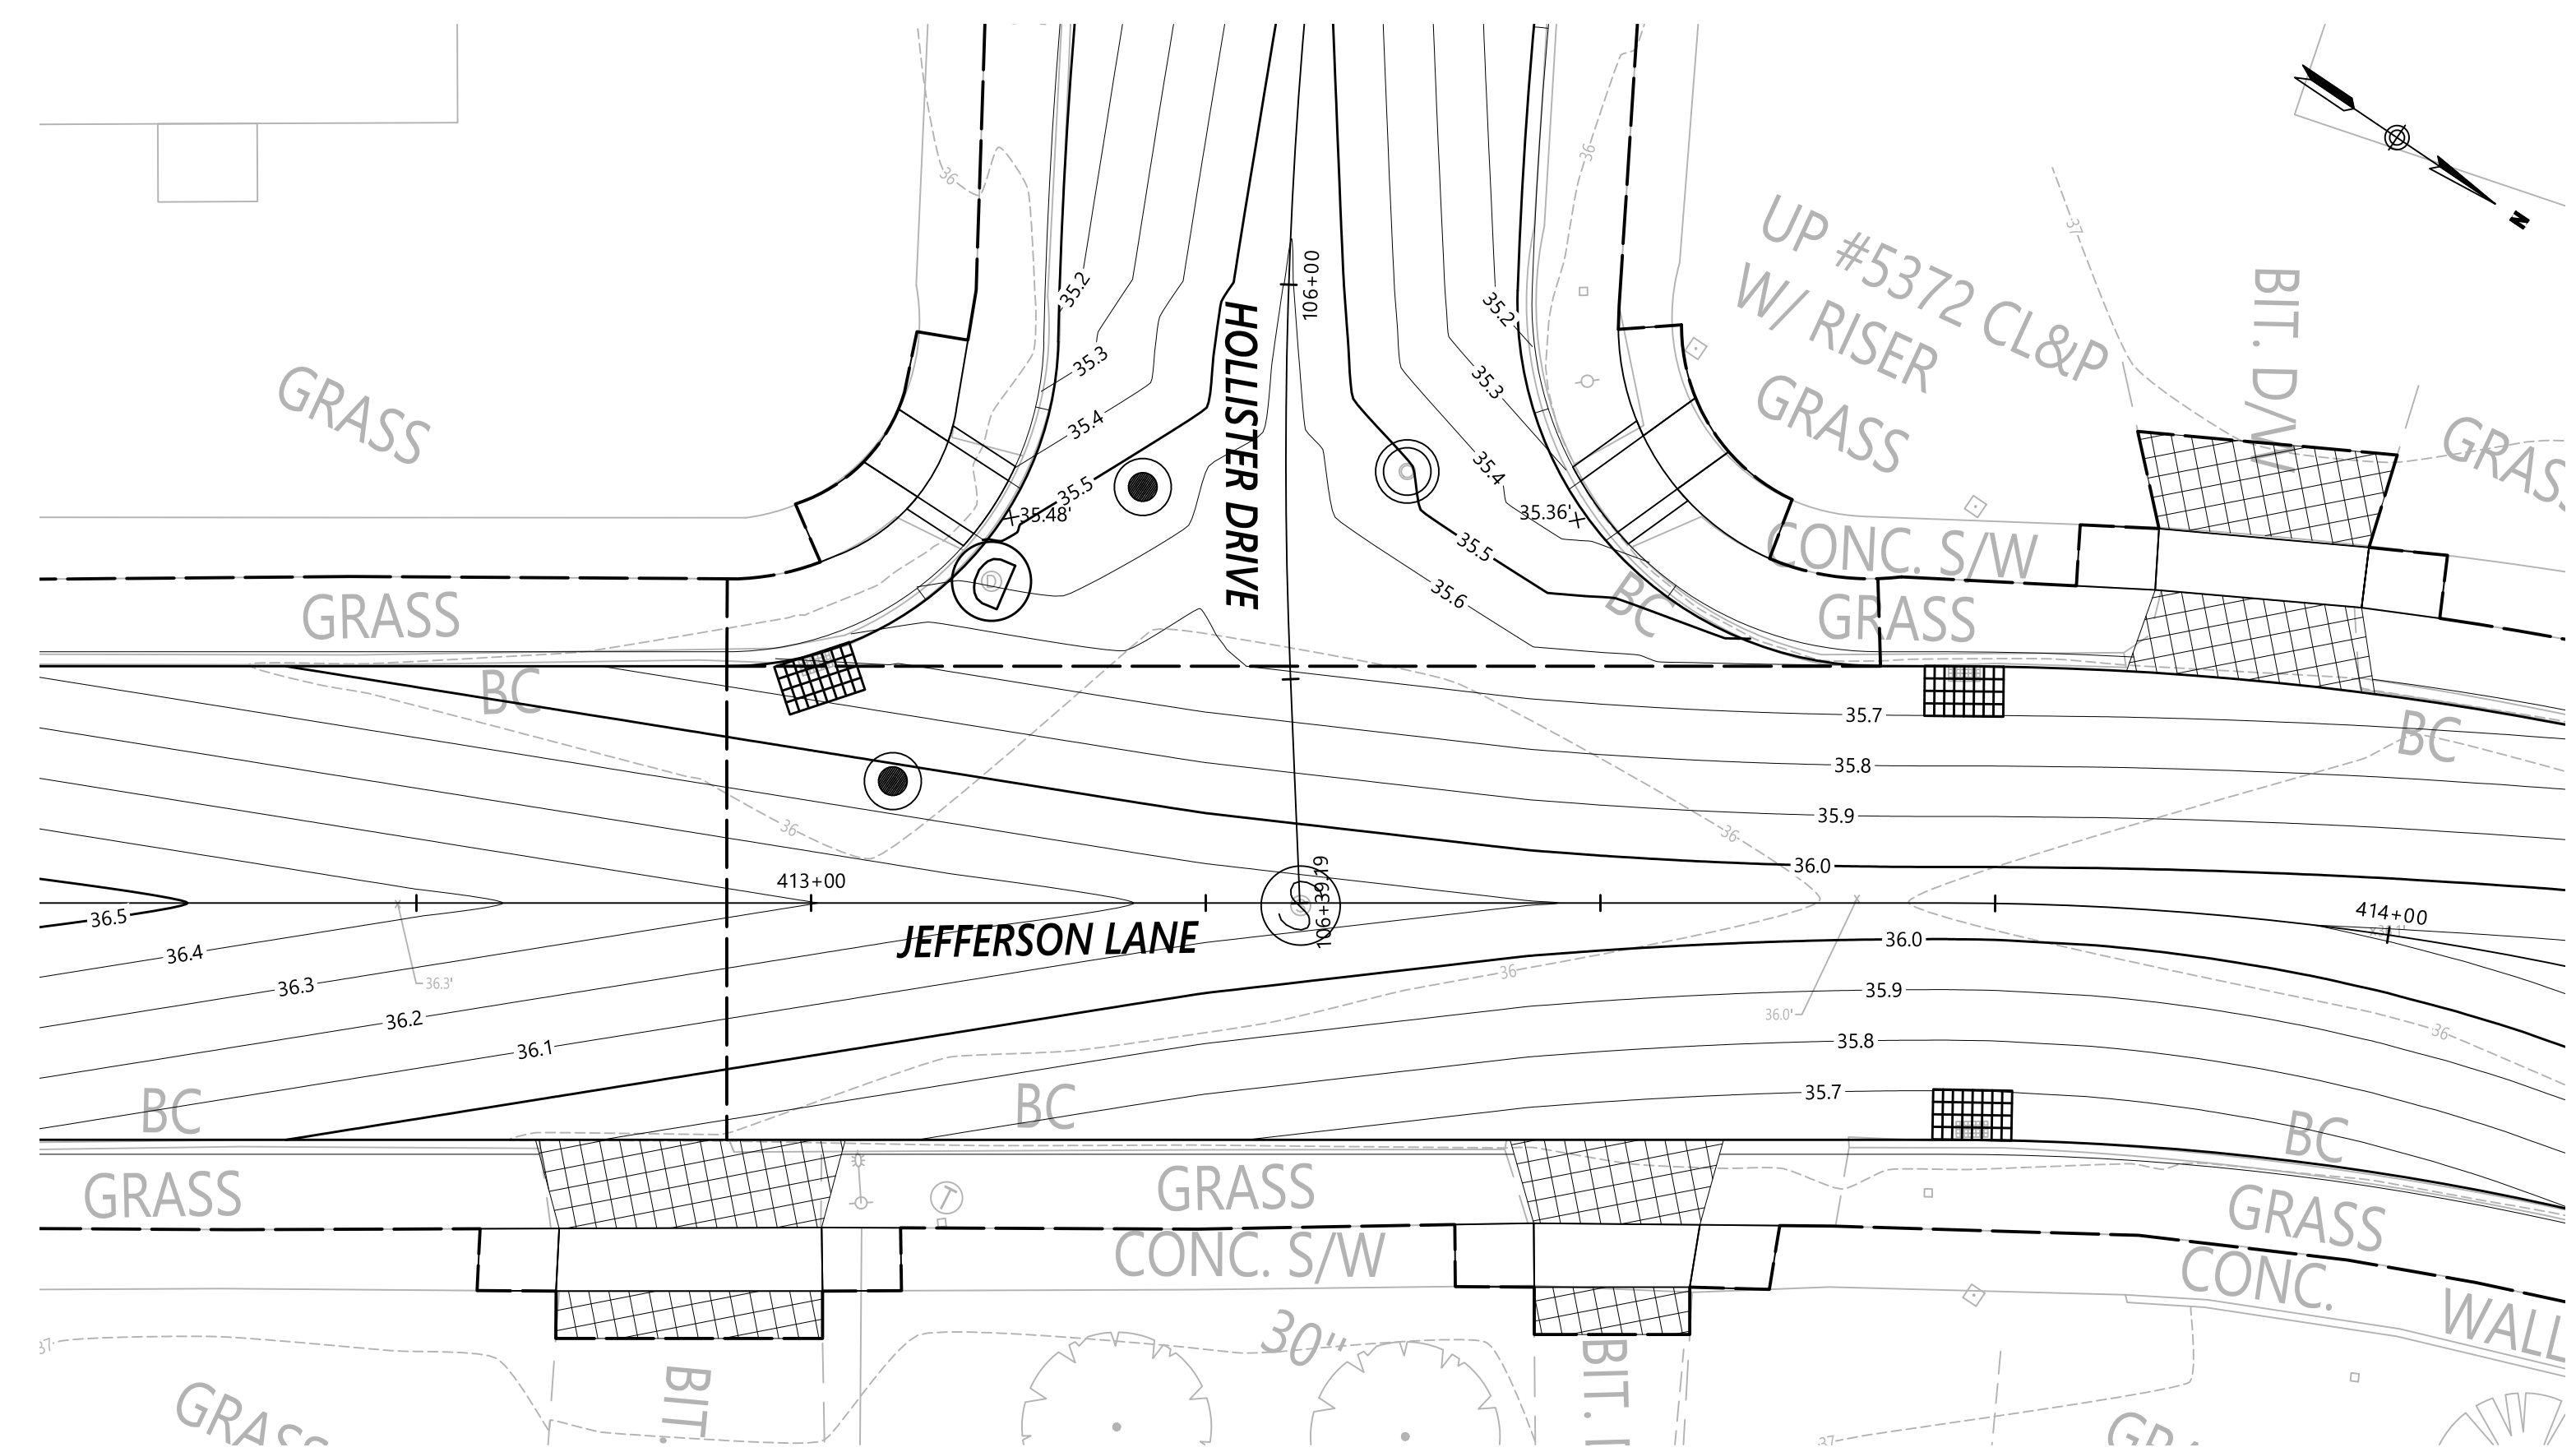 N
36
36
37
UP #5372 CL&P
W/ RISER
GRASS
BIT. D/W
GRASS
106+00
HOLLISTER DRIVE
35.2
35.3
35.4
35.5
35.48'
35.2
35.3
35.4
35.36'
35.5
35.6
GRASS
CONC. S/W
GRASS
D
GRASS
BC
BC
BC
35.7
35.8
35.9
36.0
36
36
413+00
JEFFERSON LANE
S
106+39.19
414+00
36.5
36.4
36.3
36.2
36.1
36.3'
36.0
35.9
35.8
35.7
36
36.0'
36
BC
BC
BC
GRASS
T
GRASS
GRASS
CONC. S/W
CONC.
WALL
37
30"
BIT.
BIT.
GRASS
37